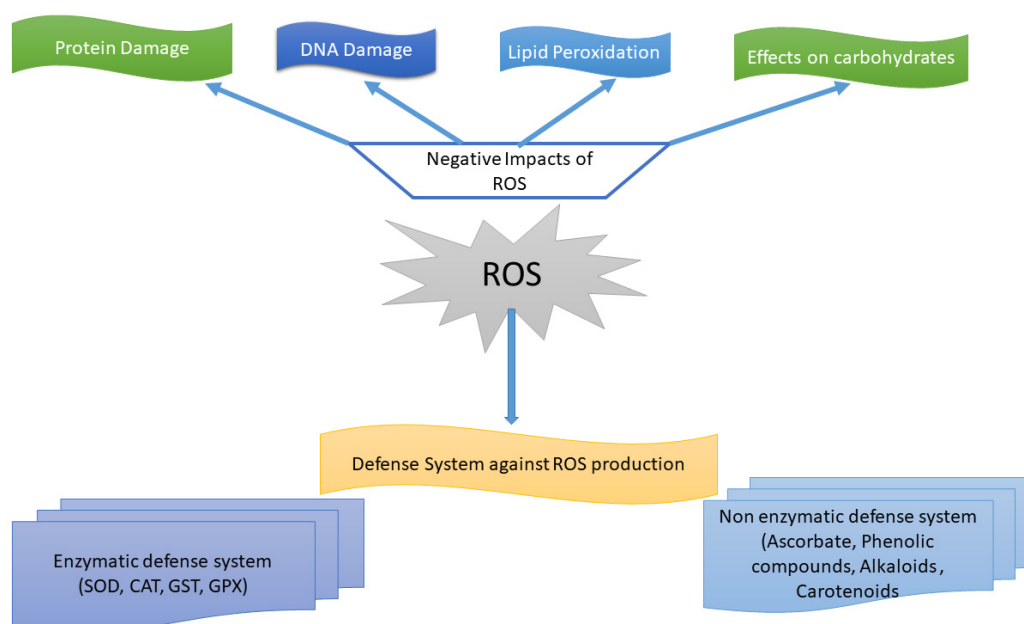 Protein Damage
DNA Damage
Lipid Peroxidation
Effects on carbohydrates
Negative Impacts of
ROS
ROS
Defense System against ROS production
Enzymatic defense system
(SOD, CAT, GST, GPX)
Non enzymatic defense system
(Ascorbate, Phenolic
compounds, Alkaloids,
Carotenoids